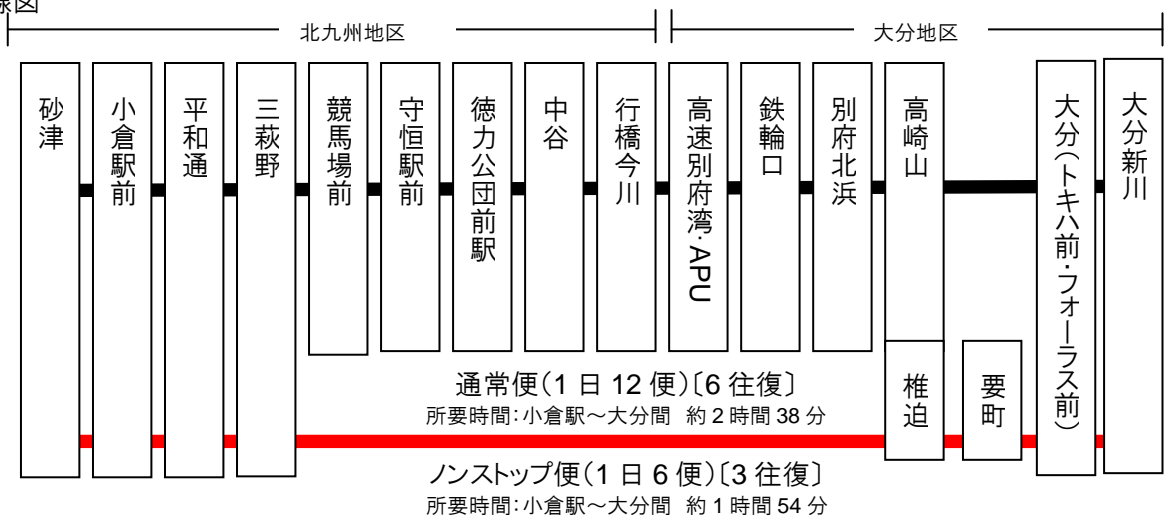 線図
北九州地区
大分地区
砂津
小倉駅前
平和通
三萩野
競馬場前
守恒駅前
徳力公団前駅
中谷
行橋今川
高速別府湾・APU
鉄輪口
別府北浜
高崎山
大分(トキハ前・フォーラス前)
大分新川
椎迫
要町
通常便(1日12便)〔6往復〕
所要時間:小倉駅~大分間 約2時間38分
ノンストップ便(1日6便)〔3往復〕
所要時間:小倉駅~大分間 約1時間54分